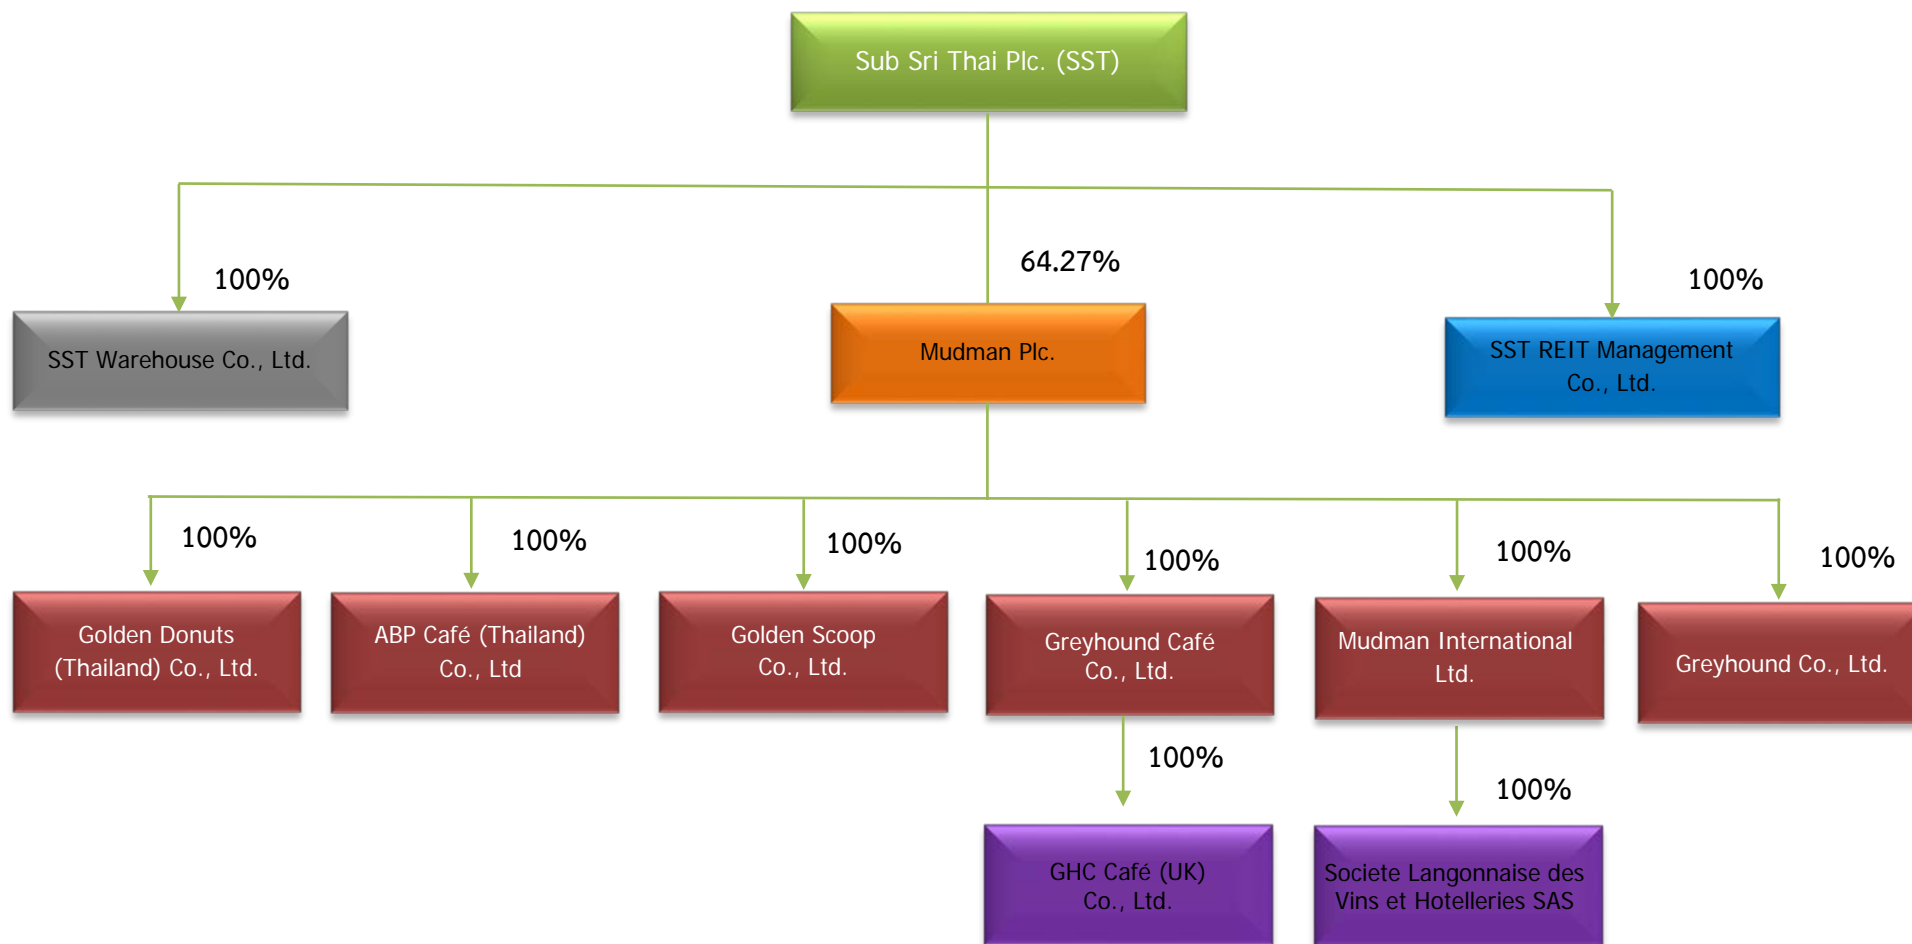 Sub Sri Thai Plc. (SST)
100%
64.27%
100%
SST Warehouse Co., Ltd.
Mudman Plc.
SST REIT Management
Co., Ltd.
100%
100%
100%
100%
100%
100%
Golden Donuts
(Thailand) Co., Ltd.
ABP Café (Thailand)
Co., Ltd
Golden Scoop
Co., Ltd.
Greyhound Café
Co., Ltd.
Mudman International
Ltd.
Greyhound Co., Ltd.
100%
100%
GHC Café (UK)
Co., Ltd.
Societe Langonnaise des
Vins et Hotelleries SAS